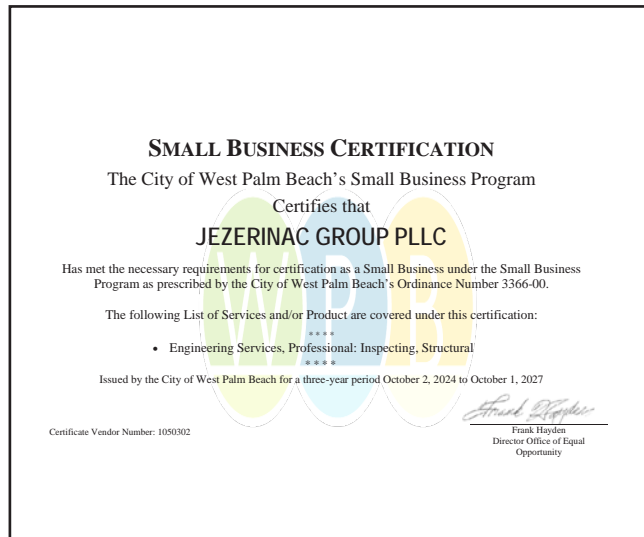 SMALL BUSINESS CERTIFICATION
The City of West Palm Beach's Small Business Program
Certifies that
JEZERINAC GROUP PLLC
Has met the necessary requirements for certification as a Small Business under the Small Business
Program as prescribed by the City of West Palm Beach's Ordinance Number 3366-00.
The following List of Services and/or Product are covered under this certification:
* * * *
• Engineering Services, Professional: Inspecting, Structural
* * * *
Issued by the City of West Palm Beach for a three-year period October 2, 2024 to October 1, 2027
WPB
Frank Hayden
Certificate Vendor Number: 1050302
Frank Hayden
Director Office of Equal
Opportunity